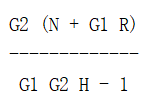 G2 (N + G1 R)
-------------
G1 G2 H - 1